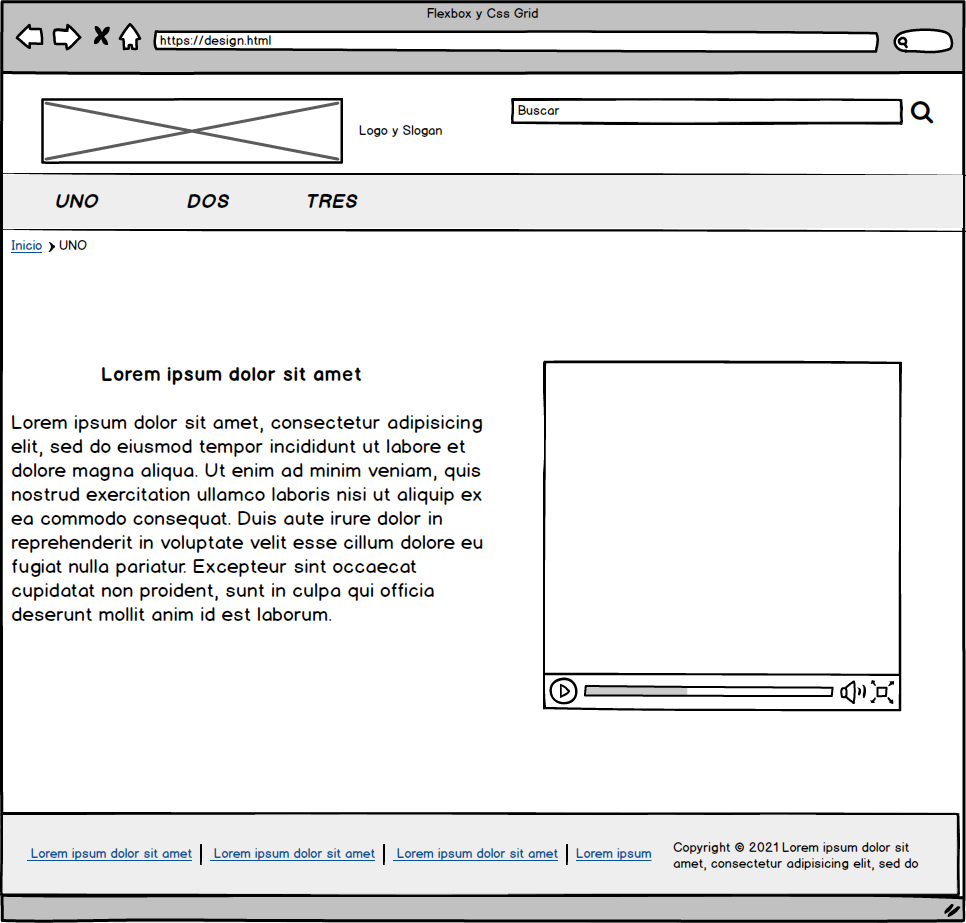 Flexbox y Css Grid
https://design.html
Logo y Slogan
Buscar
UNO DOS TRES
Inicio UNO
Lorem ipsum dolor sit amet
Lorem ipsum dolor sit amet, consectetur adipisicing
elit, sed do eiusmod tempor incididunt ut labore et
dolore magna aliqua. Ut enim ad minim veniam, quis
nostrud exercitation ullamco laboris nisi ut aliquip ex
ea commodo consequat. Duis aute irure dolor in
reprehenderit in voluptate velit esse cillum dolore eu
fugiat nulla pariatur. Excepteur sint occaecat
cupidatat non proident, sunt in culpa qui officia
deserunt mollit anim id est laborum.
Lorem ipsum dolor sit amet | Lorem ipsum dolor sit amet | Lorem ipsum dolor sit amet | Lorem ipsum
Copyright © 2021 Lorem ipsum dolor sit
amet, consectetur adipisicing elit, sed do